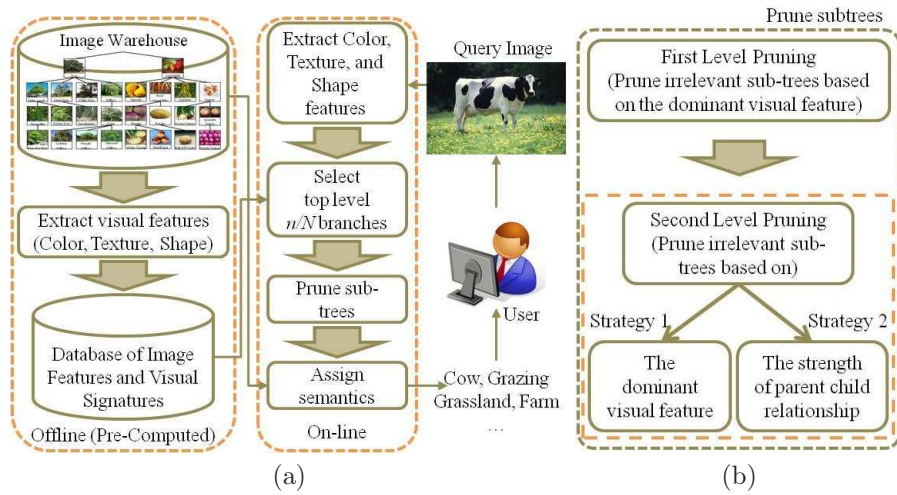 Image Warehouse
Extract visual features
(Color, Texture, Shape)
Database of Image
Features and Visual
Signatures
Offline (Pre-Computed)
Extract Color,
Texture, and
Shape
features
Select
top level
n/N branches
Prune sub-
trees
Assign
semantics
On-line
Query Image
User
Cow, Grazing
Grassland, Farm
...
(a)
Prune subtrees
First Level Pruning
(Prune irrelevant sub-trees based
on the dominant visual feature)
Second Level Pruning
(Prune irrelevant sub-
trees based on)
Strategy 1
Strategy 2
The
dominant
visual feature
The strength
of parent child
relationship
(b)